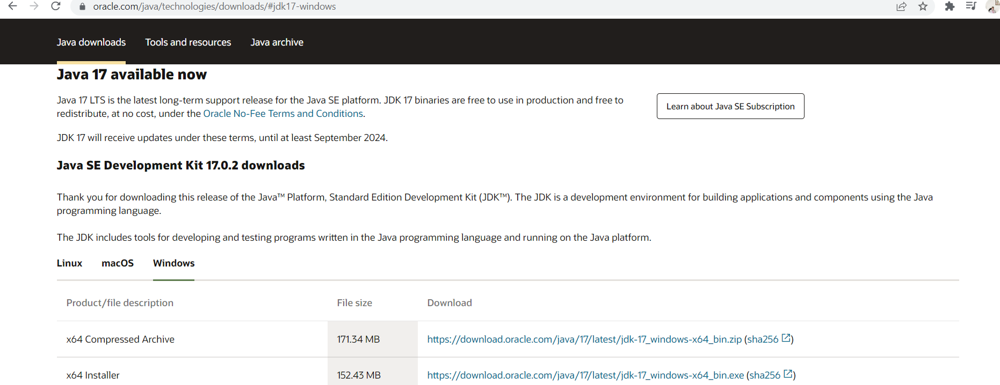 oracle.com/java/technologies/downloads/#jdk17-windows
Java downloads Tools and resources Java archive
Java 17 available now
Java 17 LTS is the latest long-term support release for the Java SE platform. JDK 17 binaries are free to use in production and free to
redistribute, at no cost, under the Oracle No-Fee Terms and Conditions.
Learn about Java SE Subscription
JDK 17 will receive updates under these terms, until at least September 2024.
Java SE Development Kit 17.0.2 downloads
Thank you for downloading this release of the Java™ Platform, Standard Edition Development Kit (JDK™). The JDK is a development environment for building applications and components using the Java
programming language.
The JDK includes tools for developing and testing programs written in the Java programming language and running on the Java platform.
Linux macOS Windows
Product/file description File size Download
x64 Compressed Archive 171.34 MB https://download.oracle.com/java/17/latest/jdk-17_windows-x64_bin.zip (sha256)
x64 Installer 152.43 MB https://download.oracle.com/java/17/latest/jdk-17_windows-x64_bin.exe (sha256)